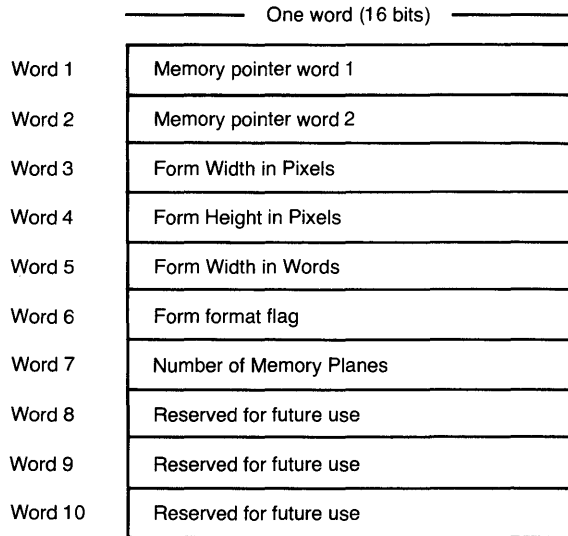 One word (16 bits)
Word 1 Memory pointer word 1
Word 2 Memory pointer word 2
Word 3 Form Width in Pixels
Word 4 Form Height in Pixels
Word 5 Form Width in Words
Word 6 Form format flag
Word 7 Number of Memory Planes
Word 8 Reserved for future use
Word 9 Reserved for future use
Word 10 Reserved for future use